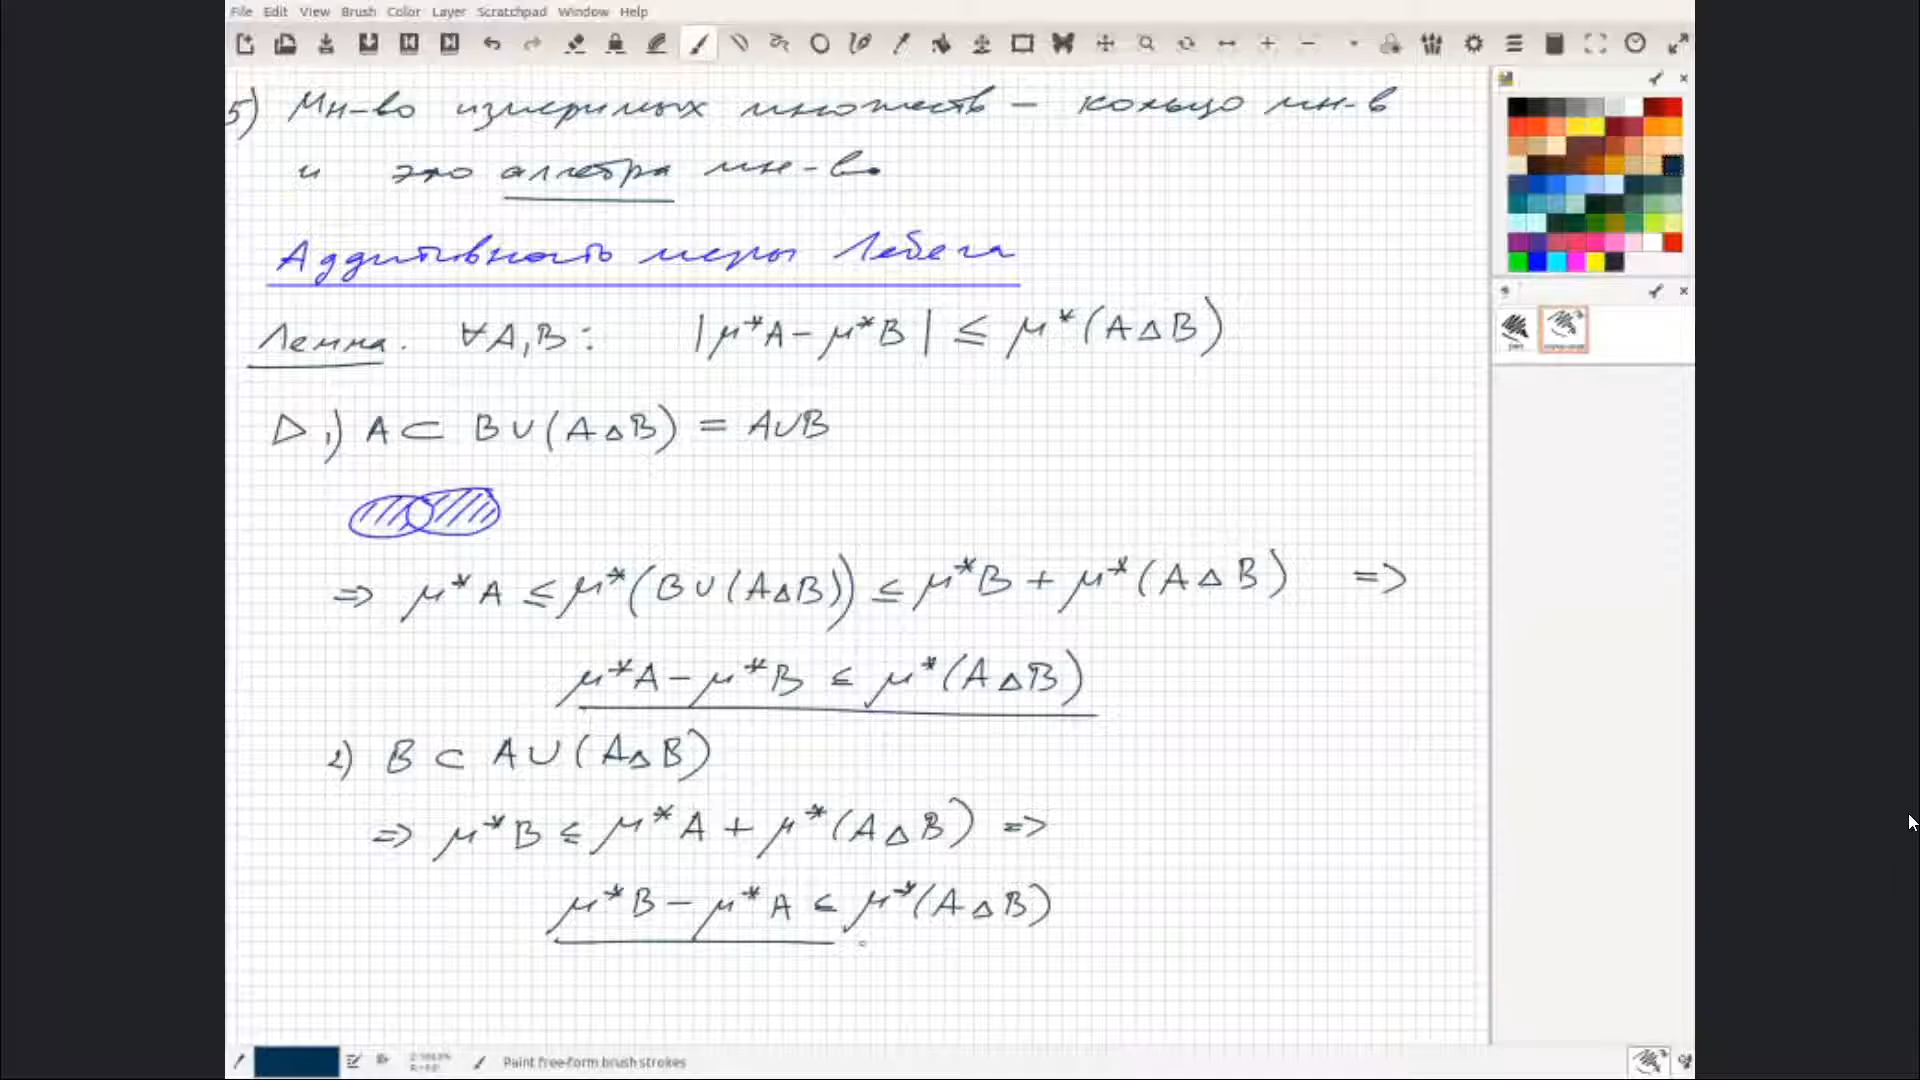 File Edit View Brush Color Layer Scratchpad Window Help
5) Мн-во измеримых множеств – кольцо мн-в
и это алгебра мн-в.
Аддитивность меры Лебега
Лемма. ∀A,B: |μ*A – μ*B| ≤ μ*(A△B)
▷ 1) A ⊂ B∪(A△B) = A∪B
⇒ μ*A ≤ μ*(B∪(A△B)) ≤ μ*B + μ*(A△B) ⇒
μ*A – μ*B ≤ μ*(A△B)
2) B ⊂ A∪(A△B)
⇒ μ*B ≤ μ*A + μ*(A△B) ⇒
μ*B – μ*A ≤ μ*(A△B)
Paint free-form brush strokes